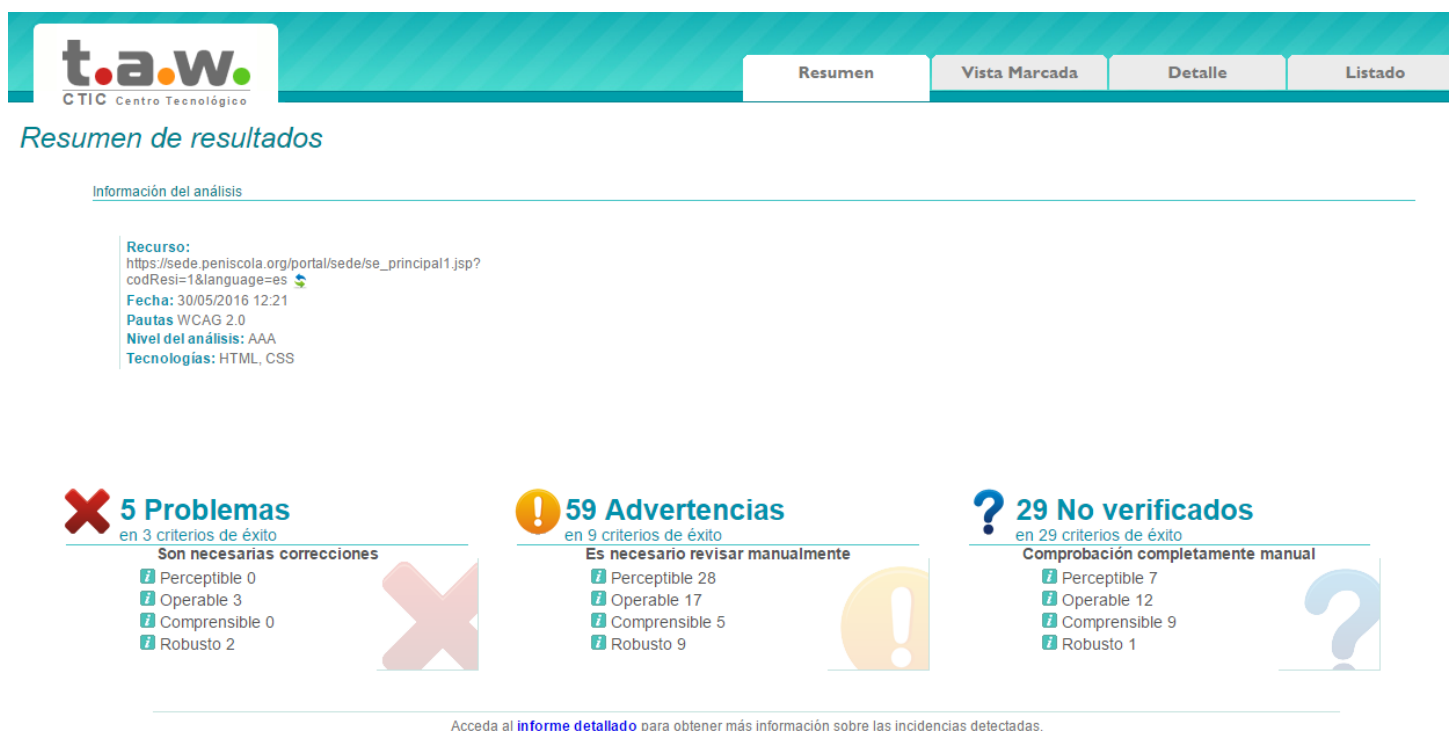 t.a.w.
CTIC Centro Tecnológico
Resumen
Vista Marcada
Detalle
Listado
Resumen de resultados
Información del análisis
Recurso:
https://sede.peniscola.org/portal/sede/se_principal1.jsp?
codResi=1&language=es
Fecha: 30/05/2016 12:21
Pautas WCAG 2.0
Nivel del análisis: AAA
Tecnologías: HTML, CSS
5 Problemas
en 3 criterios de éxito
Son necesarias correcciones
Perceptible 0
Operable 3
Comprensible 0
Robusto 2
59 Advertencias
en 9 criterios de éxito
Es necesario revisar manualmente
Perceptible 28
Operable 17
Comprensible 5
Robusto 9
29 No verificados
en 29 criterios de éxito
Comprobación completamente manual
Perceptible 7
Operable 12
Comprensible 9
Robusto 1
Acceda al informe detallado para obtener más información sobre las incidencias detectadas.